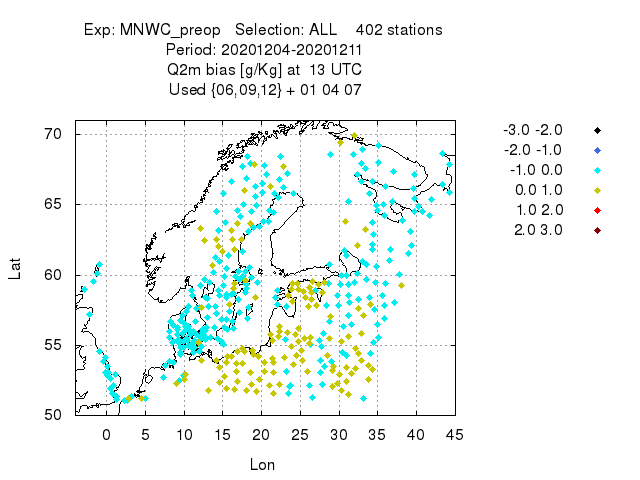 Exp: MNWC_preop   Selection: ALL    402 stations
Period: 20201204-20201211
Q2m bias [g/Kg] at  13 UTC
Used {06,09,12} + 01 04 07
-3.0 -2.0
-2.0 -1.0
-1.0 0.0
0.0 1.0
1.0 2.0
2.0 3.0
70
65
60
55
50
Lat
0 5 10 15 20 25 30 35 40 45
Lon